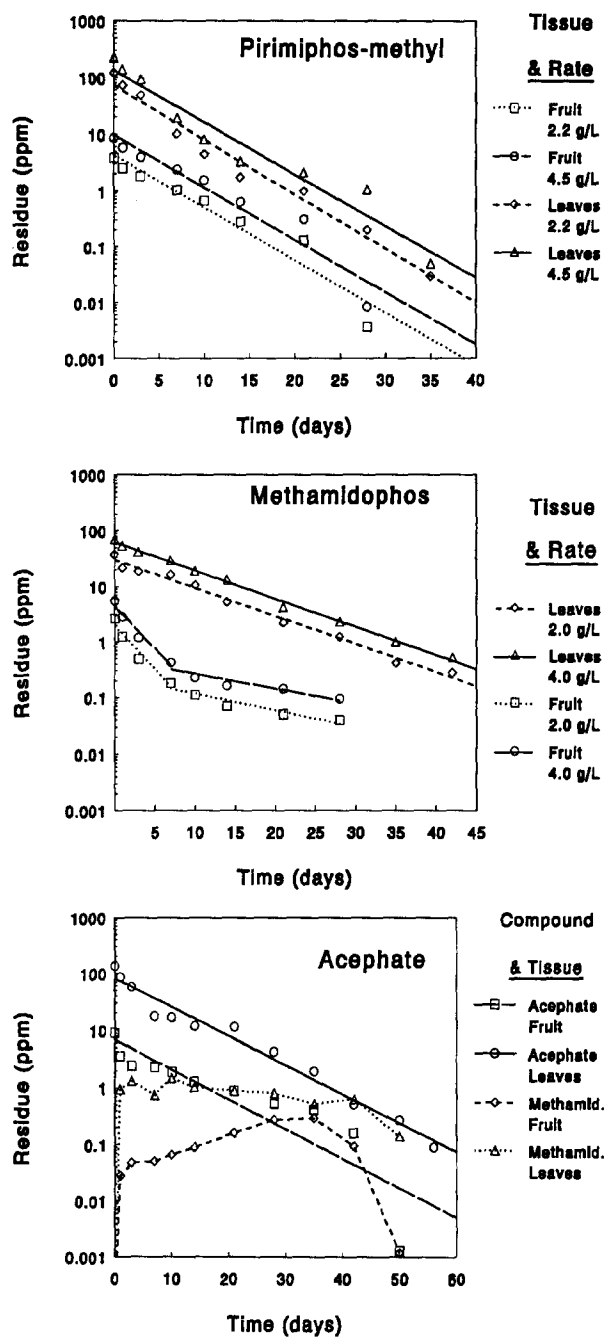 Pirimiphos-methyl
Tissue
& Rate
Fruit
2.2 g/L
Fruit
4.5 g/L
Leaves
2.2 g/L
Leaves
4.5 g/L
Residue (ppm)
1000
100
10
1
0.1
0.01
0.001
0 5 10 15 20 25 30 35 40
Time (days)
Methamidophos
Tissue
& Rate
Leaves
2.0 g/L
Leaves
4.0 g/L
Fruit
2.0 g/L
Fruit
4.0 g/L
Residue (ppm)
1000
100
10
1
0.1
0.01
0.001
5 10 15 20 25 30 35 40 45
Time (days)
Acephate
Compound
& Tissue
Acephate
Fruit
Acephate
Leaves
Methamid.
Fruit
Methamid.
Leaves
Residue (ppm)
1000
100
10
1
0.1
0.01
0.001
0 10 20 30 40 50 60
Time (days)